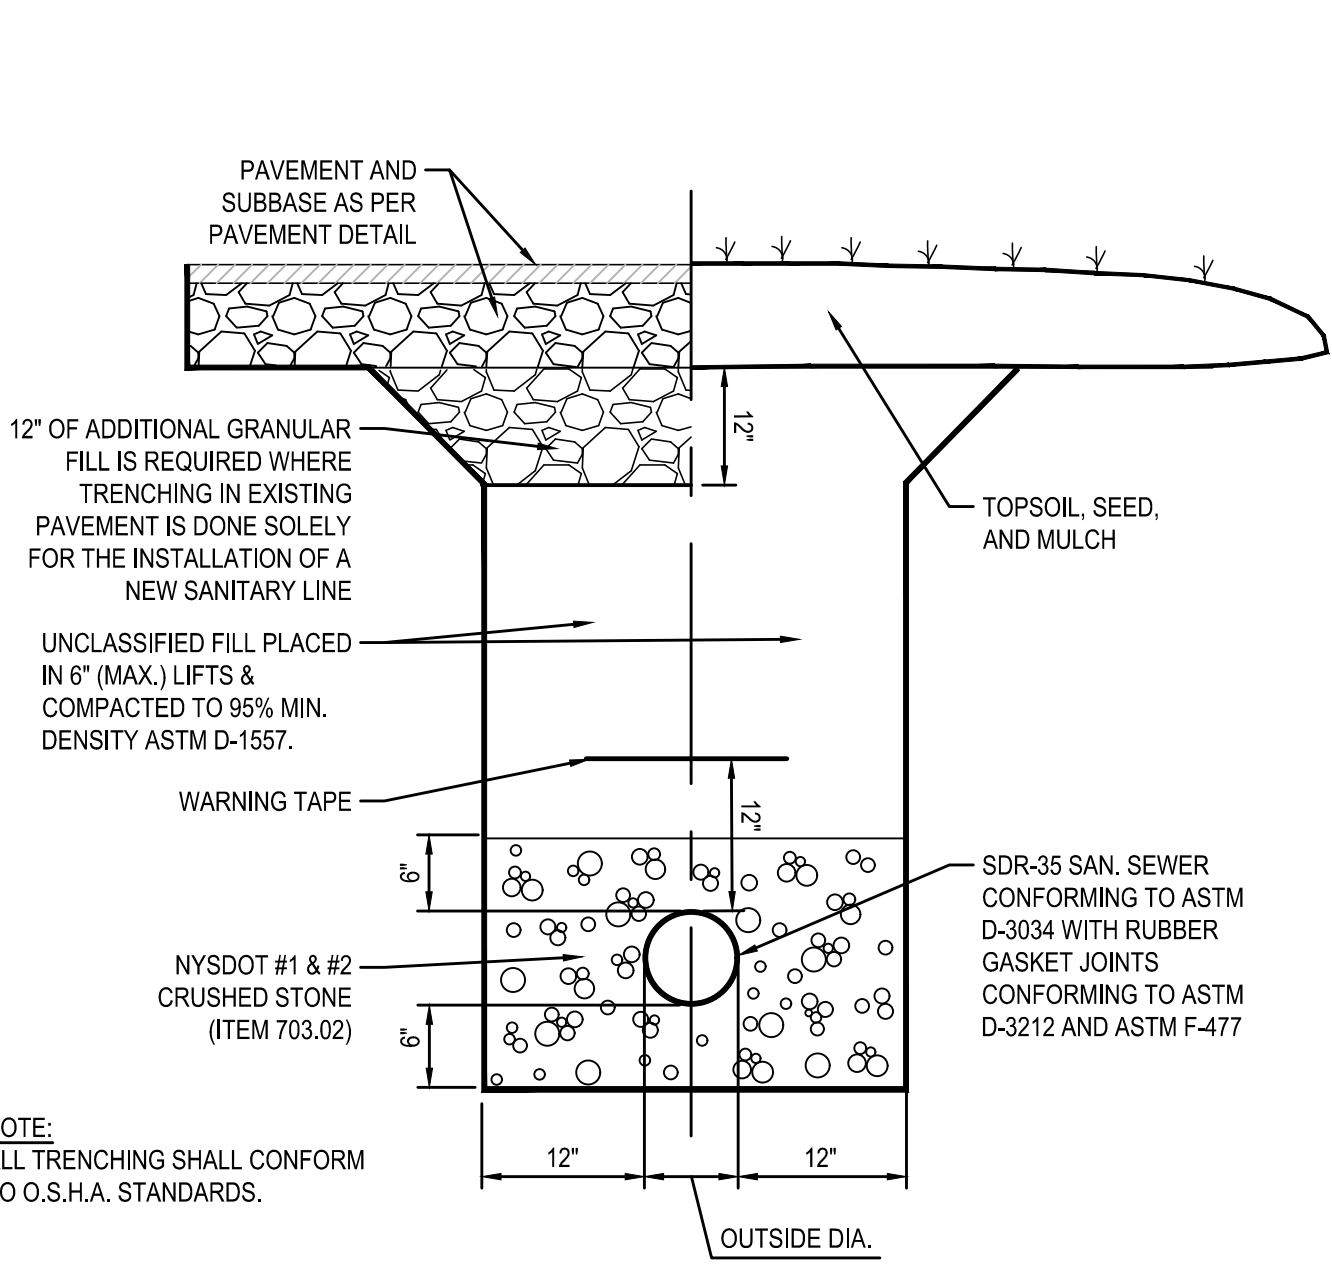 PAVEMENT AND
SUBBASE AS PER
PAVEMENT DETAIL
12" OF ADDITIONAL GRANULAR
FILL IS REQUIRED WHERE
TRENCHING IN EXISTING
PAVEMENT IS DONE SOLELY
FOR THE INSTALLATION OF A
NEW SANITARY LINE
12"
TOPSOIL, SEED,
AND MULCH
UNCLASSIFIED FILL PLACED
IN 6" (MAX.) LIFTS &
COMPACTED TO 95% MIN.
DENSITY ASTM D-1557.
WARNING TAPE
12"
6"
SDR-35 SAN. SEWER
CONFORMING TO ASTM
D-3034 WITH RUBBER
GASKET JOINTS
CONFORMING TO ASTM
D-3212 AND ASTM F-477
NYSDOT #1 & #2
CRUSHED STONE
(ITEM 703.02)
6"
OTE:
LL TRENCHING SHALL CONFORM
O O.S.H.A. STANDARDS.
12"
12"
OUTSIDE DIA.